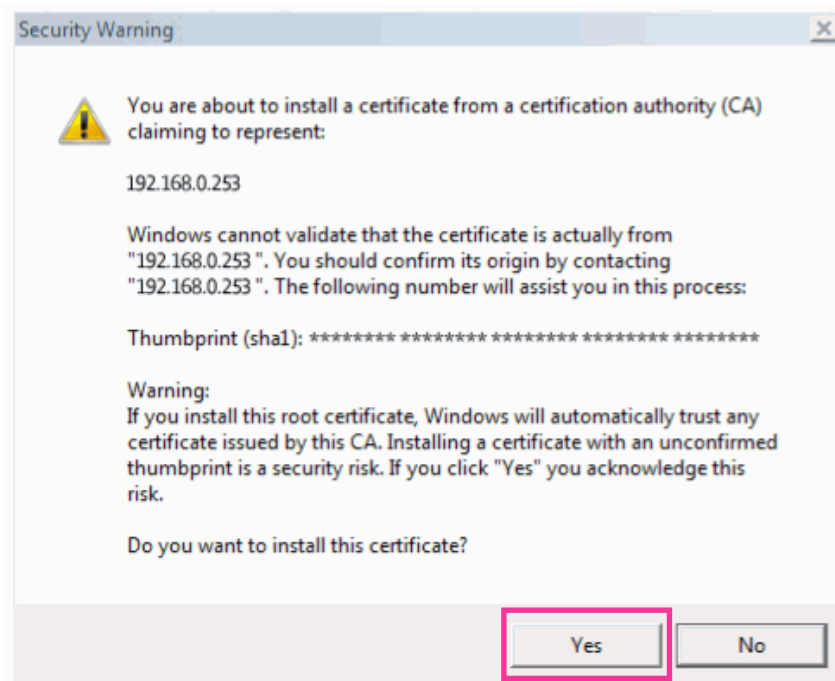 Security Warning
You are about to install a certificate from a certification authority (CA)
claiming to represent:
192.168.0.253
Windows cannot validate that the certificate is actually from
"192.168.0.253 ". You should confirm its origin by contacting
"192.168.0.253 ". The following number will assist you in this process:
Thumbprint (sha1): ******** ******** ******** ******** ********
Warning:
If you install this root certificate, Windows will automatically trust any
certificate issued by this CA. Installing a certificate with an unconfirmed
thumbprint is a security risk. If you click "Yes" you acknowledge this
risk.
Do you want to install this certificate?
Yes No